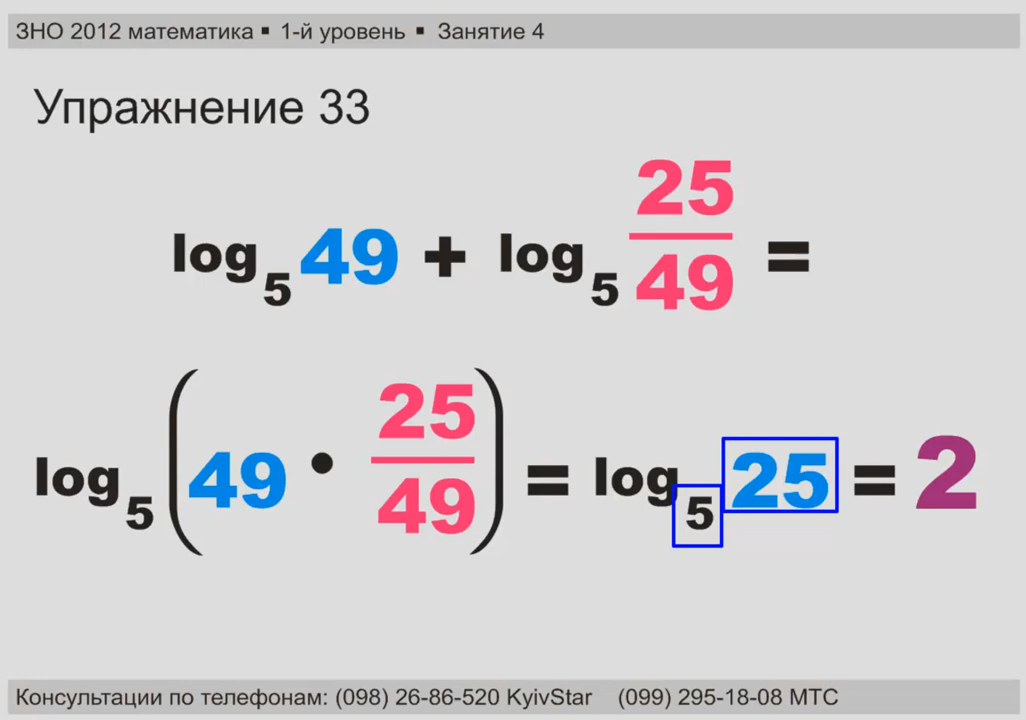 ЗНО 2012 математика ▪ 1-й уровень ▪ Занятие 4
Упражнение 33
log₅ 49 + log₅ 25/49 =
log₅ (49 • 25/49) = log₅ 25 = 2
Консультации по телефонам: (098) 26-86-520 KyivStar (099) 295-18-08 МТС